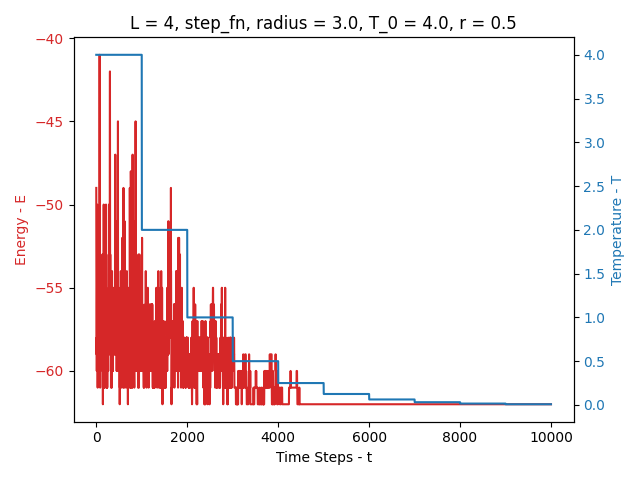 L = 4, step_fn, radius = 3.0, T_0 = 4.0, r = 0.5
−40
−45
−50
−55
−60
Energy - E
4.0
3.5
3.0
2.5
2.0
1.5
1.0
0.5
0.0
Temperature - T
0 2000 4000 6000 8000 10000
Time Steps - t